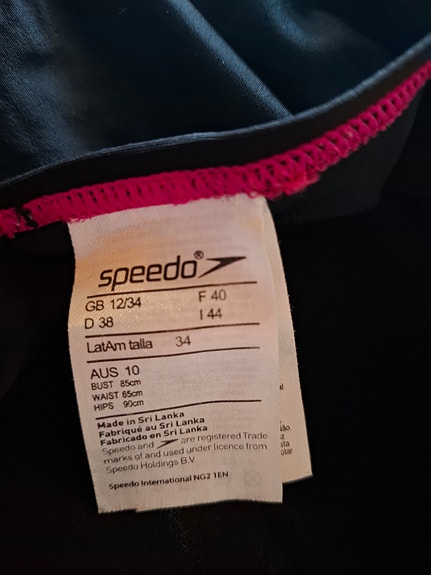 speedo®
GB 12/34 F 40
D 38 I 44
LatAm talla 34
AUS 10
BUST 85cm
WAIST 65cm
HIPS 90cm
Made in Sri Lanka
Fabriqué au Sri Lanka
Fabricado en Sri Lanka
Speedo and are registered Trade
marks of and used under licence from
Speedo Holdings B.V.
Speedo International NG2 1EN